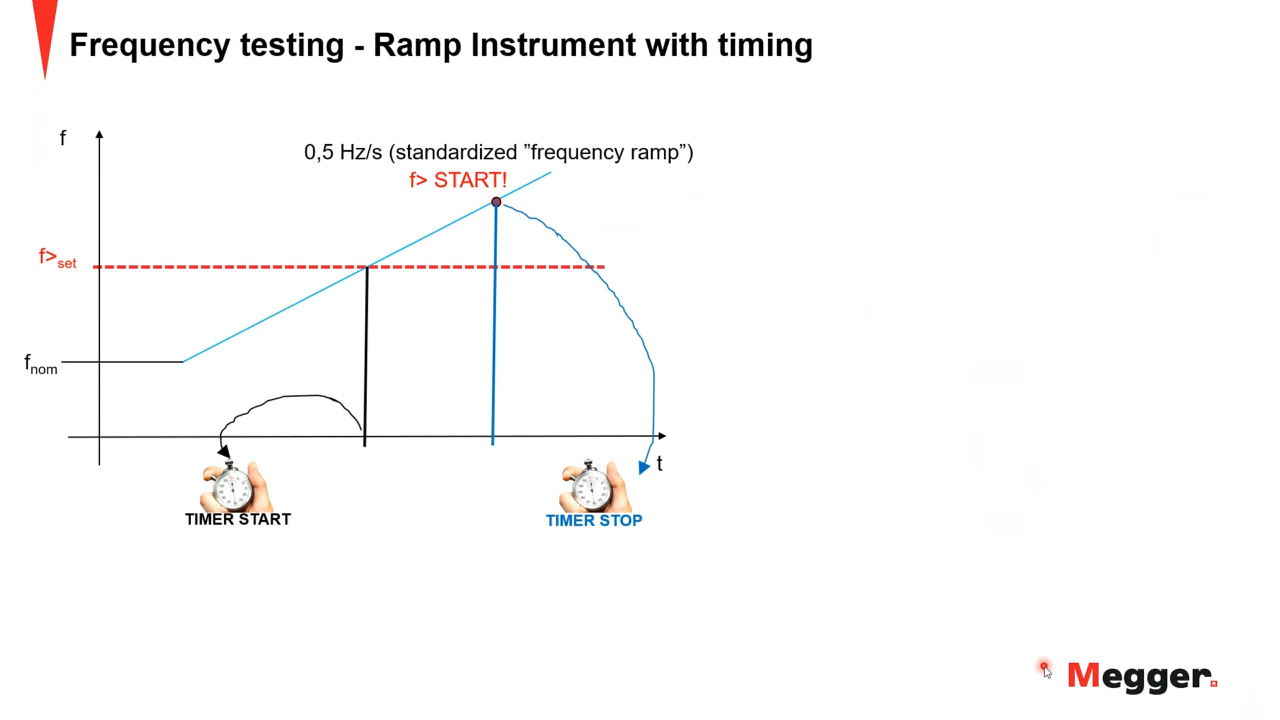 Frequency testing - Ramp Instrument with timing
f
0,5 Hz/s (standardized ”frequency ramp”)
f> START!
f>set
fnom
t
TIMER START
TIMER STOP
Megger.